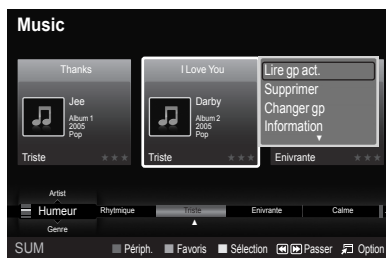 Music
Thanks
Jee
Album 1
2005
Pop
Triste
I Love You
Darby
Album 2
2005
Pop
Triste
Lire gp act.
Supprimer
Changer gp
Information
Enivrante
Artist
Humeur
Genre
Rhytmique Triste Enivrante Calme
SUM Périph. Favoris Sélection Passer Option